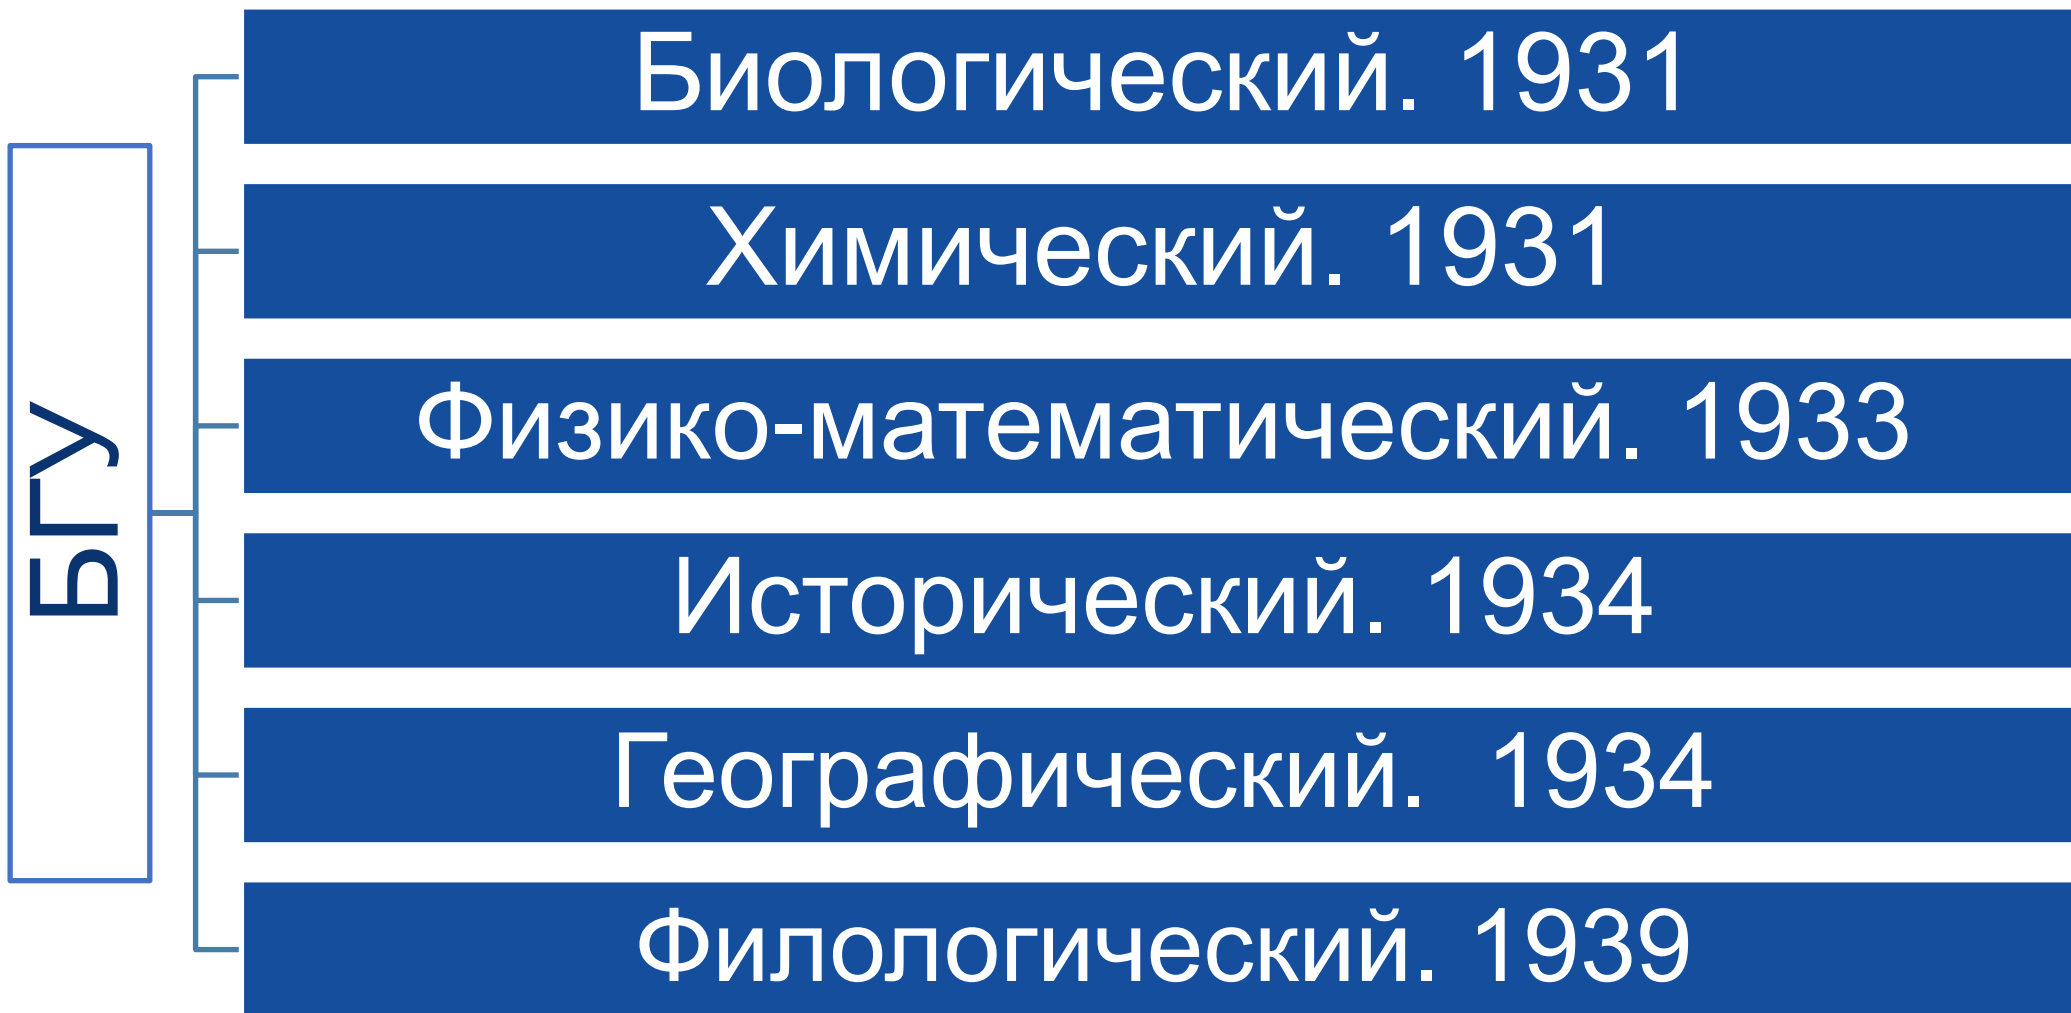 БГУ
Биологический. 1931
Химический. 1931
Физико-математический. 1933
Исторический. 1934
Географический.  1934
Филологический. 1939